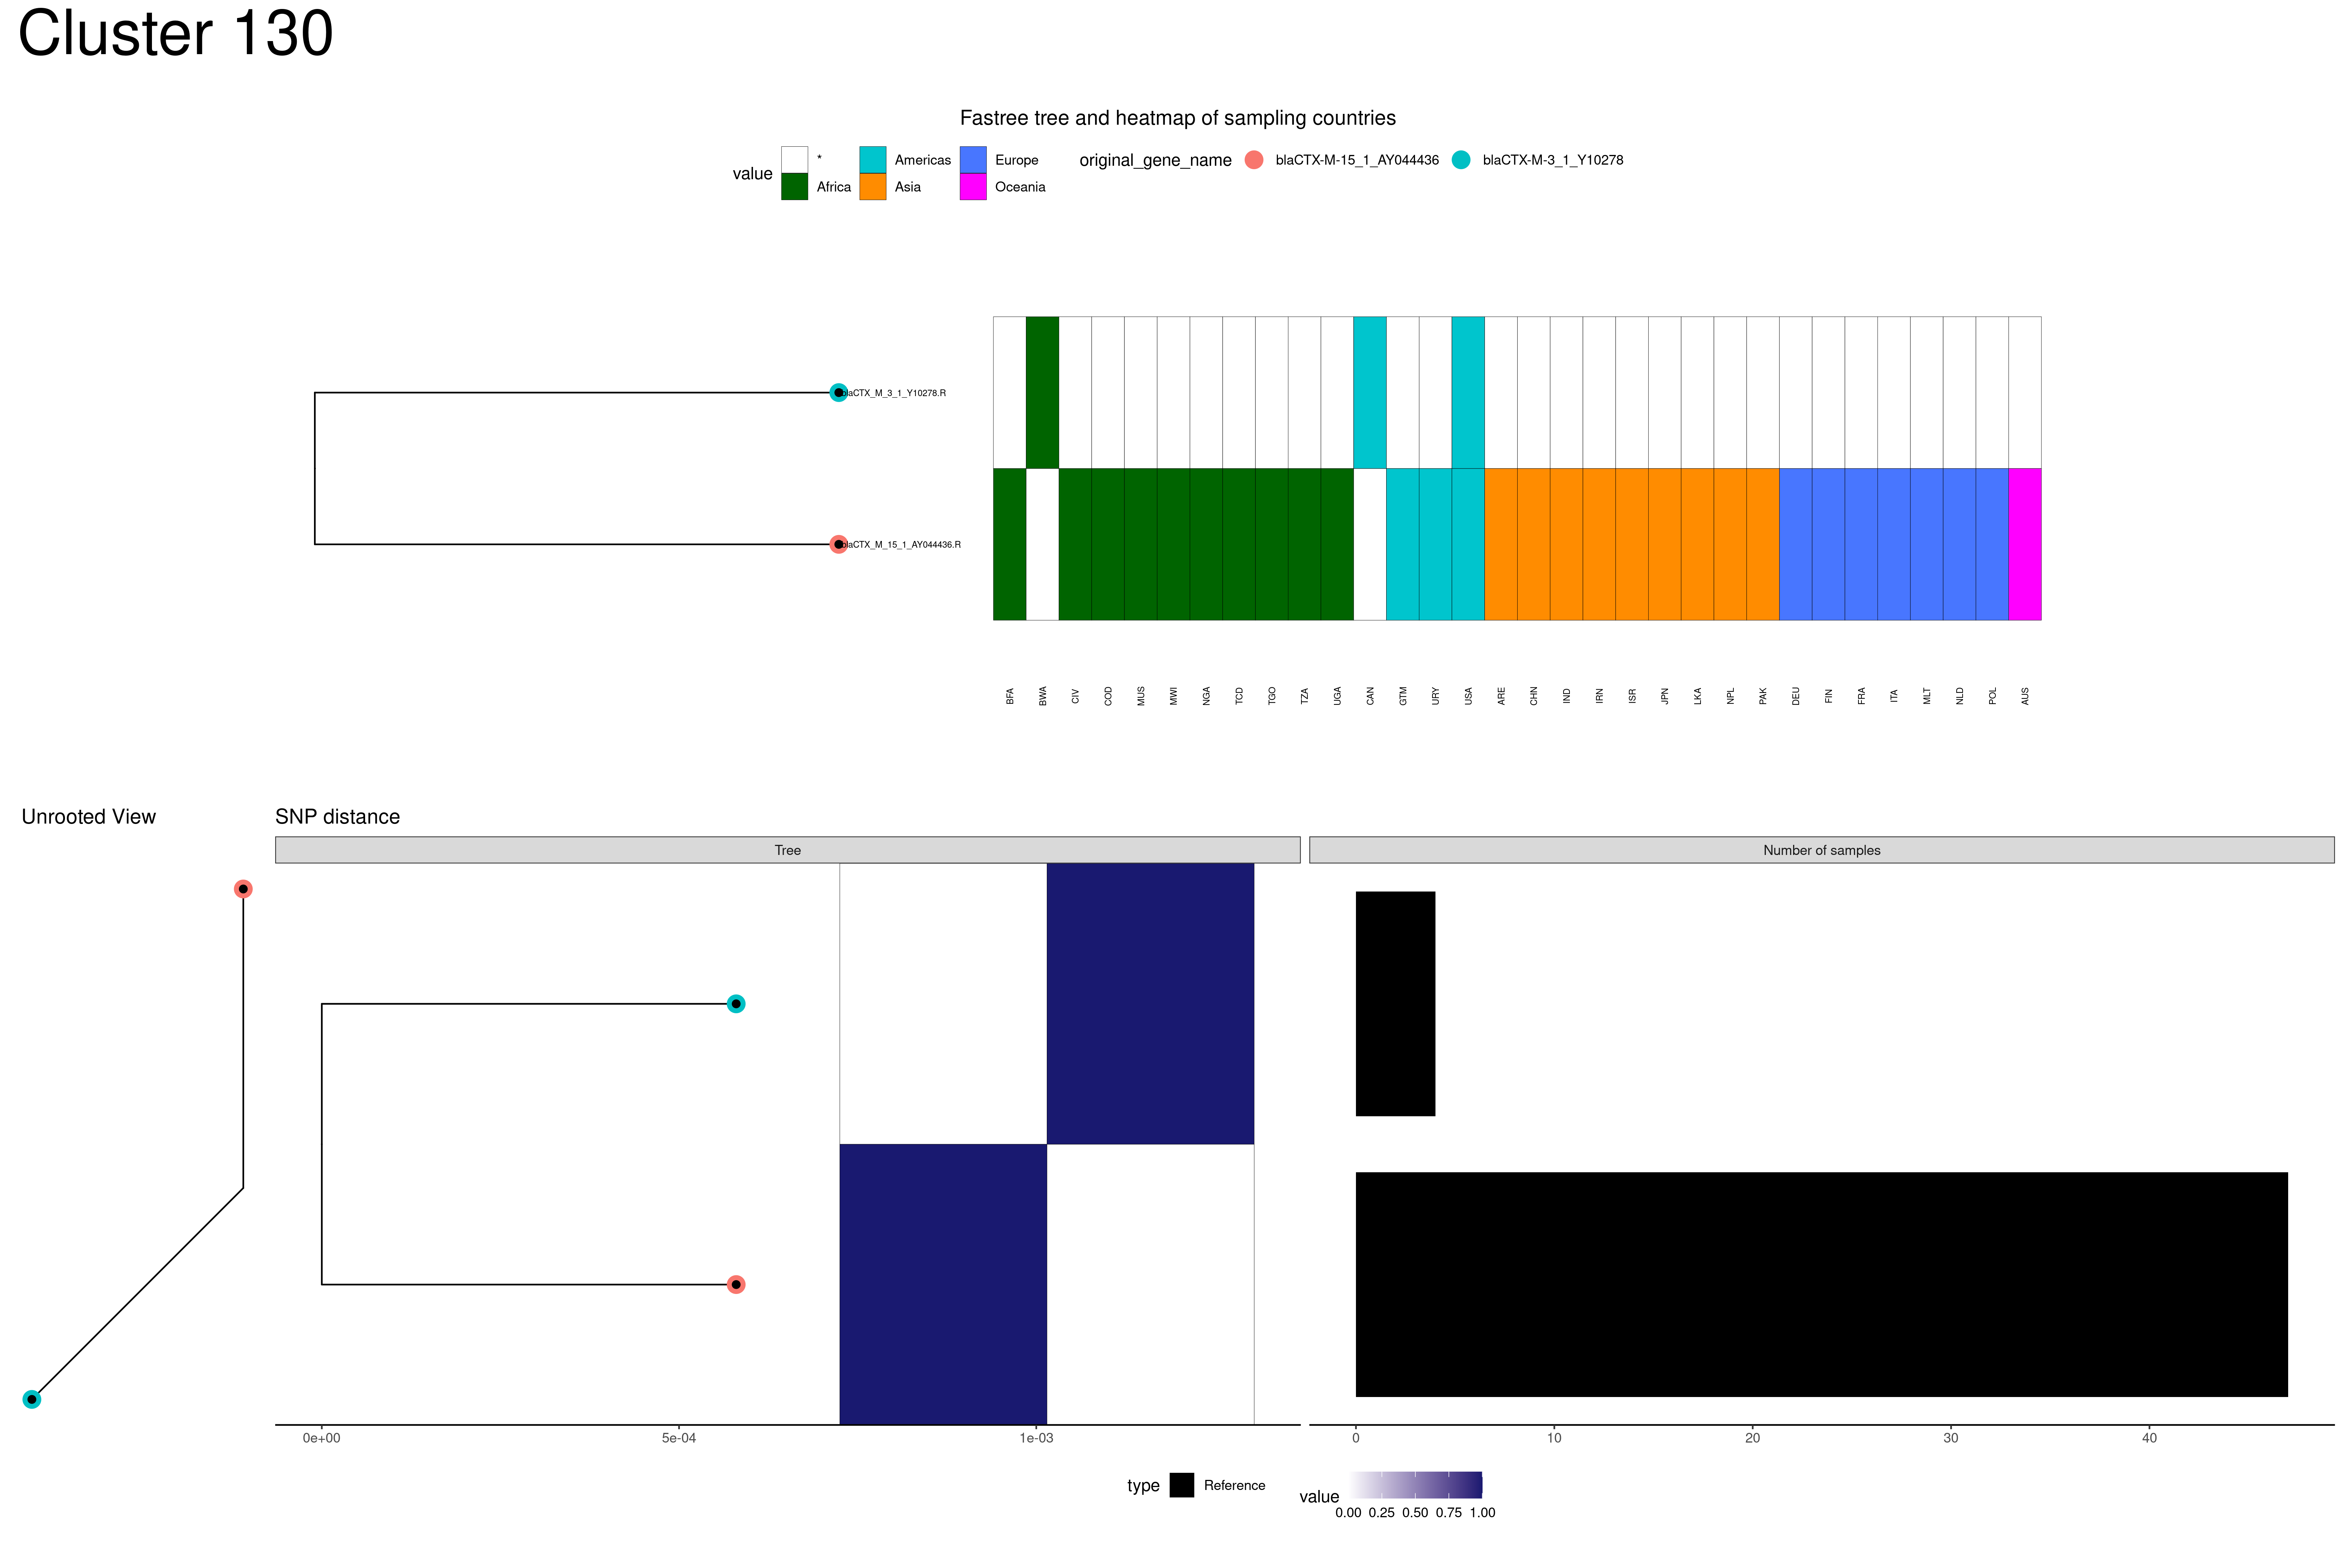 Cluster 130
Fastree tree and heatmap of sampling countries
value * Americas Europe original_gene_name blaCTX-M-15_1_AY044436 blaCTX-M-3_1_Y10278
Africa Asia Oceania
blaCTX_M_3_1_Y10278.R
blaCTX_M_15_1_AY044436.R
BFA BWA CIV COD MUS MWI NGA TCD TGO TZA UGA CAN GTM URY USA ARE CHN IND IRN ISR JPN LKA NPL PAK DEU FIN FRA ITA MLT NLD POL AUS
Unrooted View SNP distance
Tree Number of samples
0e+00 5e-04 1e-03 0 10 20 30 40
type Reference value
0.00 0.25 0.50 0.75 1.00